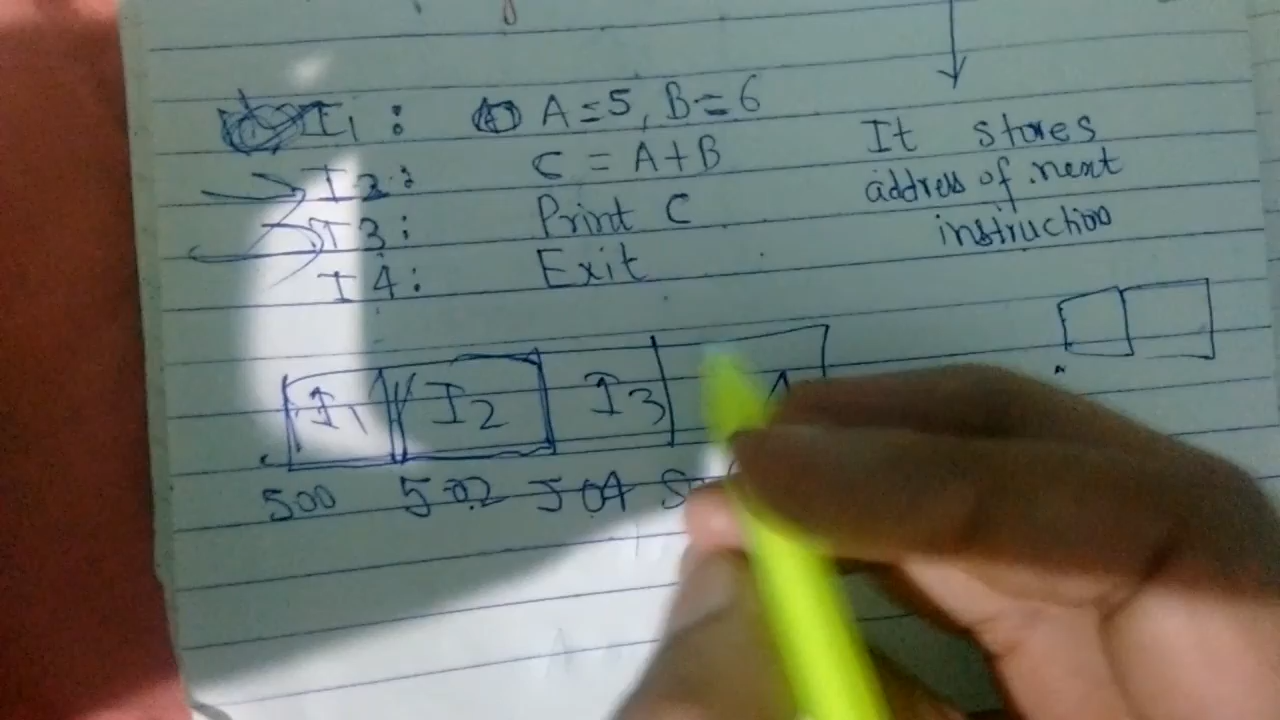 I1 : A=5, B=6
I2: C = A+B
I3: Print C
I4: Exit
It stores
address of next
instruction
I1 I2 I3
500 502 504